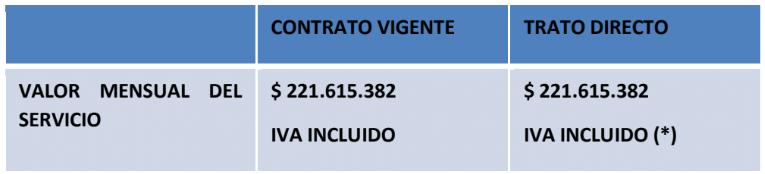 CONTRATO VIGENTE
TRATO DIRECTO
VALOR MENSUAL DEL
SERVICIO
$ 221.615.382
IVA INCLUIDO
$ 221.615.382
IVA INCLUIDO (*)